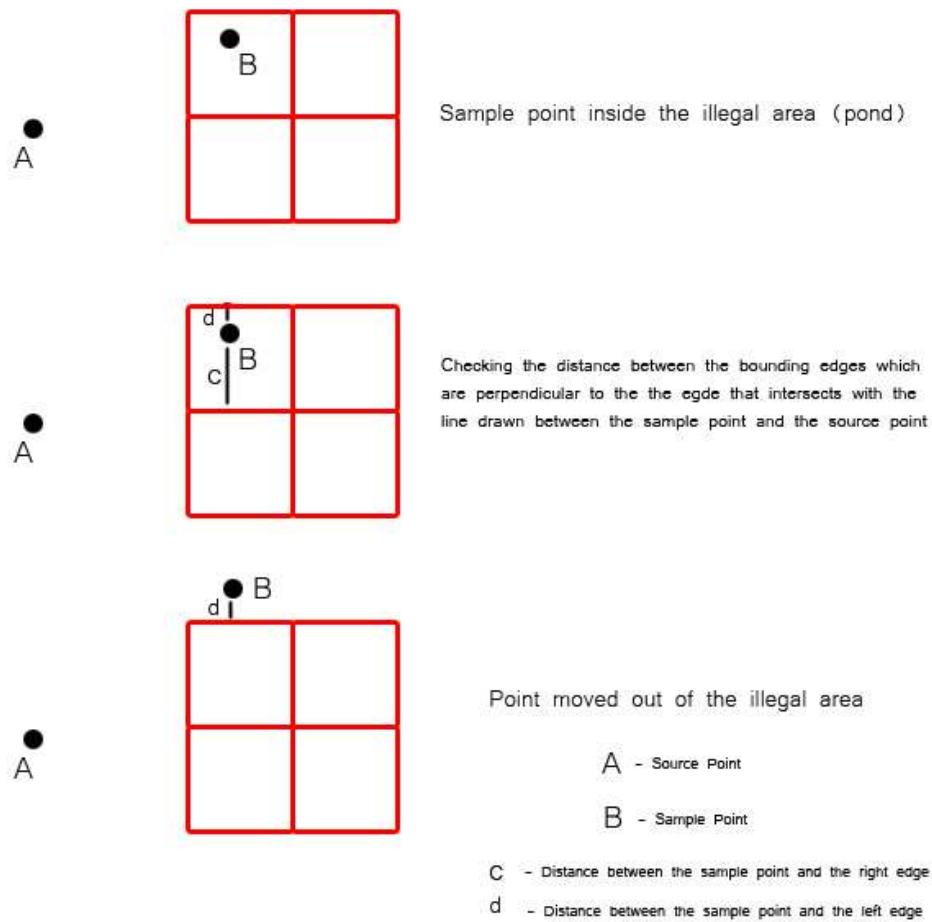 B
Sample point inside the illegal area (pond)
A
d
B
C
Checking the distance between the bounding edges which
are perpendicular to the the egde that intersects with the
line drawn between the sample point and the source point
A
B
d
Point moved out of the illegal area
A
A - Source Point
B - Sample Point
C - Distance between the sample point and the right edge
d - Distance between the sample point and the left edge